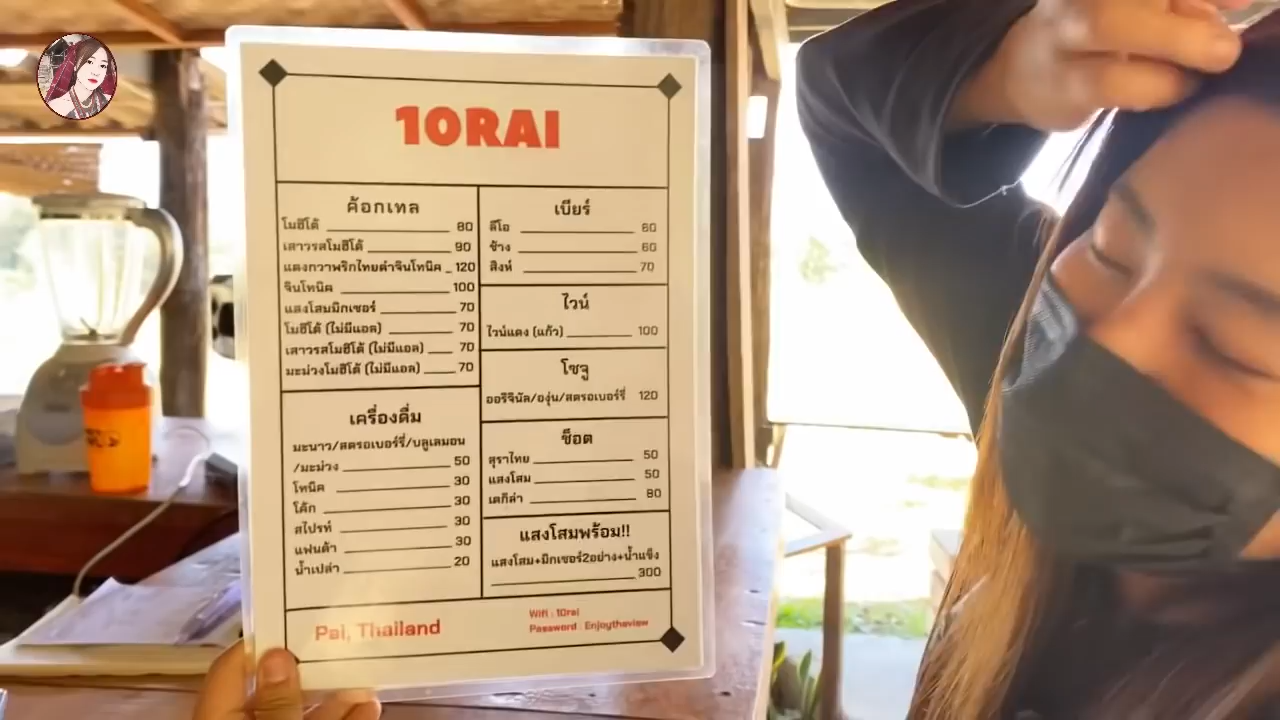 10RAI
ค้อกเทล
โมฮีโต้ 80
เสาวรสโมฮีโต้ 90
แตงกวาพริกไทยดำจินโทนิค 120
จินโทนิค 100
แสงโสมมิกเซอร์ 70
โมฮีโต้ (ไม่มีแอล) 70
เสาวรสโมฮีโต้ (ไม่มีแอล) 70
มะม่วงโมฮีโต้ (ไม่มีแอล) 70
เครื่องดื่ม
มะนาว/สตรอเบอร์รี่/บลูเลมอน
/มะม่วง 50
โทนิค 30
โค้ก 30
สไปรท์ 30
แฟนต้า 30
น้ำเปล่า 20
เบียร์
ลีโอ 60
ช้าง 60
สิงห์ 70
ไวน์
ไวน์แดง (แก้ว) 100
โซจู
ออริจินัล/องุ่น/สตรอเบอร์รี่ 120
ช็อต
สุราไทย 50
แสงโสม 50
เตกีล่า 80
แสงโสมพร้อม!!
แสงโสม+มิกเซอร์2อย่าง+น้ำแข็ง
300
Pai, Thailand
Wifi : 10rai
Password : Enjoytheview